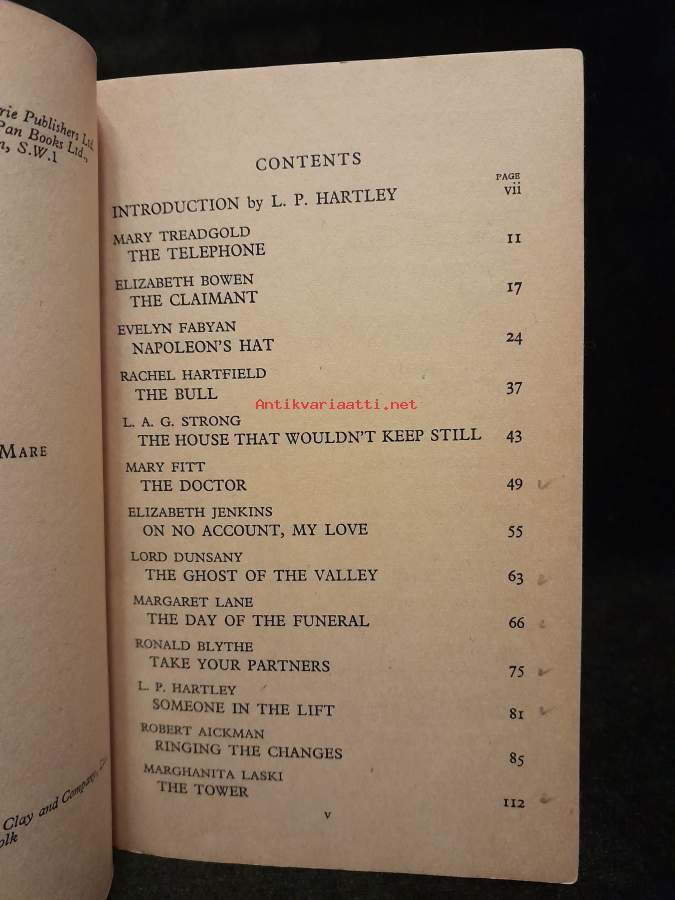 rie Publishers Ltd.
Pan Books Ltd.,
n, S.W.1
MARE
Clay and Company, 
olk
CONTENTS
PAGE
INTRODUCTION by L. P. HARTLEY vii
MARY TREADGOLD
THE TELEPHONE 11
ELIZABETH BOWEN
THE CLAIMANT 17
EVELYN FABYAN
NAPOLEON'S HAT 24
RACHEL HARTFIELD
THE BULL 37
Antikvariaatti.net
L. A. G. STRONG
THE HOUSE THAT WOULDN'T KEEP STILL 43
MARY FITT
THE DOCTOR 49
ELIZABETH JENKINS
ON NO ACCOUNT, MY LOVE 55
LORD DUNSANY
THE GHOST OF THE VALLEY 63
MARGARET LANE
THE DAY OF THE FUNERAL 66
RONALD BLYTHE
TAKE YOUR PARTNERS 75
L. P. HARTLEY
SOMEONE IN THE LIFT 81
ROBERT AICKMAN
RINGING THE CHANGES 85
MARGHANITA LASKI
THE TOWER 112
v